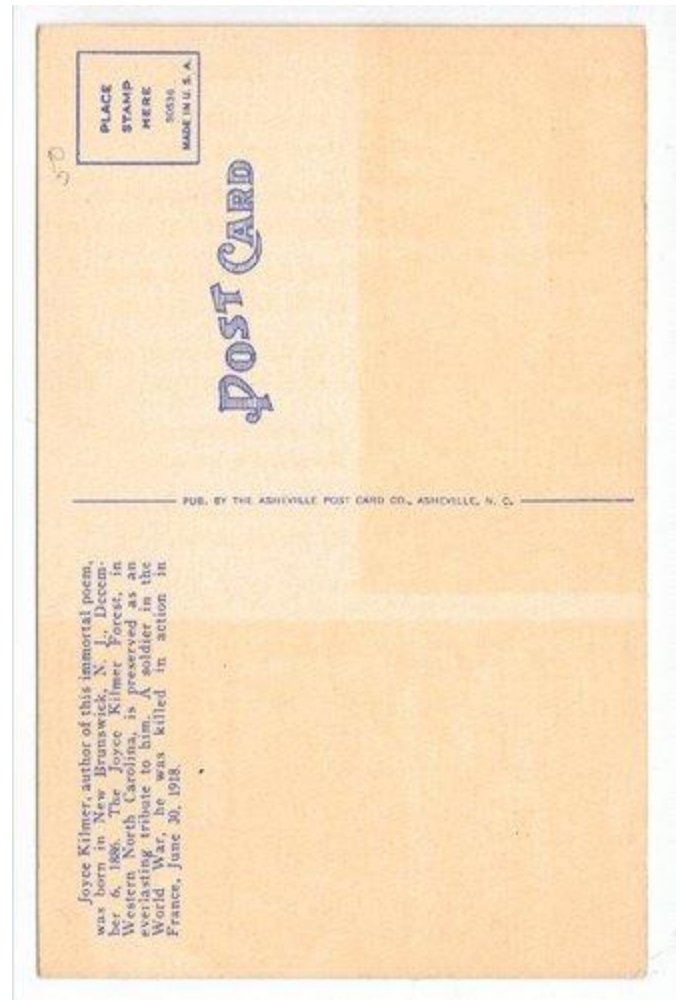 Joyce Kilmer, author of this immortal poem,
was born in New Brunswick, N. J., Decem-
ber 6, 1886. The Joyce Kilmer Forest, in
Western North Carolina, is preserved as an
everlasting tribute to him. A soldier in the
World War, he was killed in action in
France, June 30, 1918.
PUB. BY THE ASHEVILLE POST CARD CO., ASHEVILLE, N. C.
POST CARD
PLACE
STAMP
HERE
50536
MADE IN U. S. A.
50